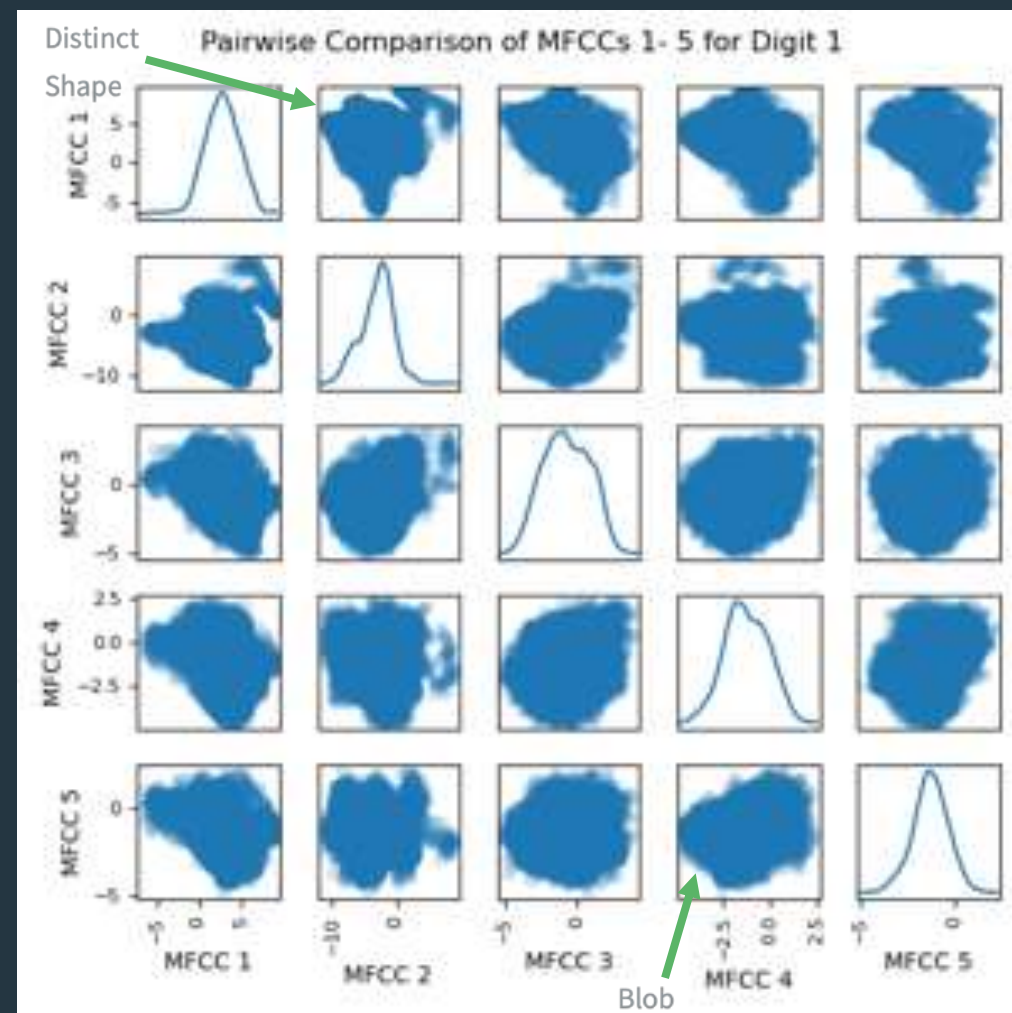 Distinct
Shape
Pairwise Comparison of MFCCs 1- 5 for Digit 1
MFCC 1
5
0
-5
MFCC 2
0
−10
MFCC 3
0
−5
MFCC 4
2.5
0.0
−2.5
MFCC 5
0
−5
−5 0 5
−10 0
−5 0
−2.5 0.0 2.5
−5 0
MFCC 1
MFCC 2
MFCC 3
MFCC 4
MFCC 5
Blob